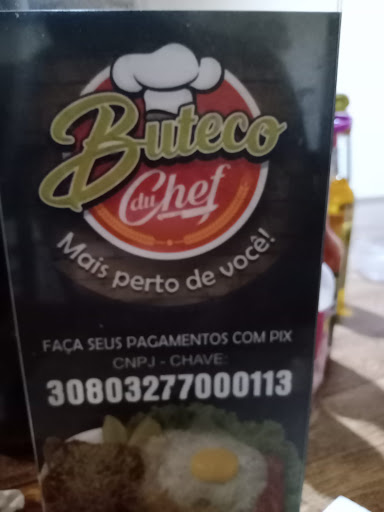 Buteco
du Chef
Mais perto de você!
FAÇA SEUS PAGAMENTOS COM PIX
CNPJ - CHAVE:
30803277000113